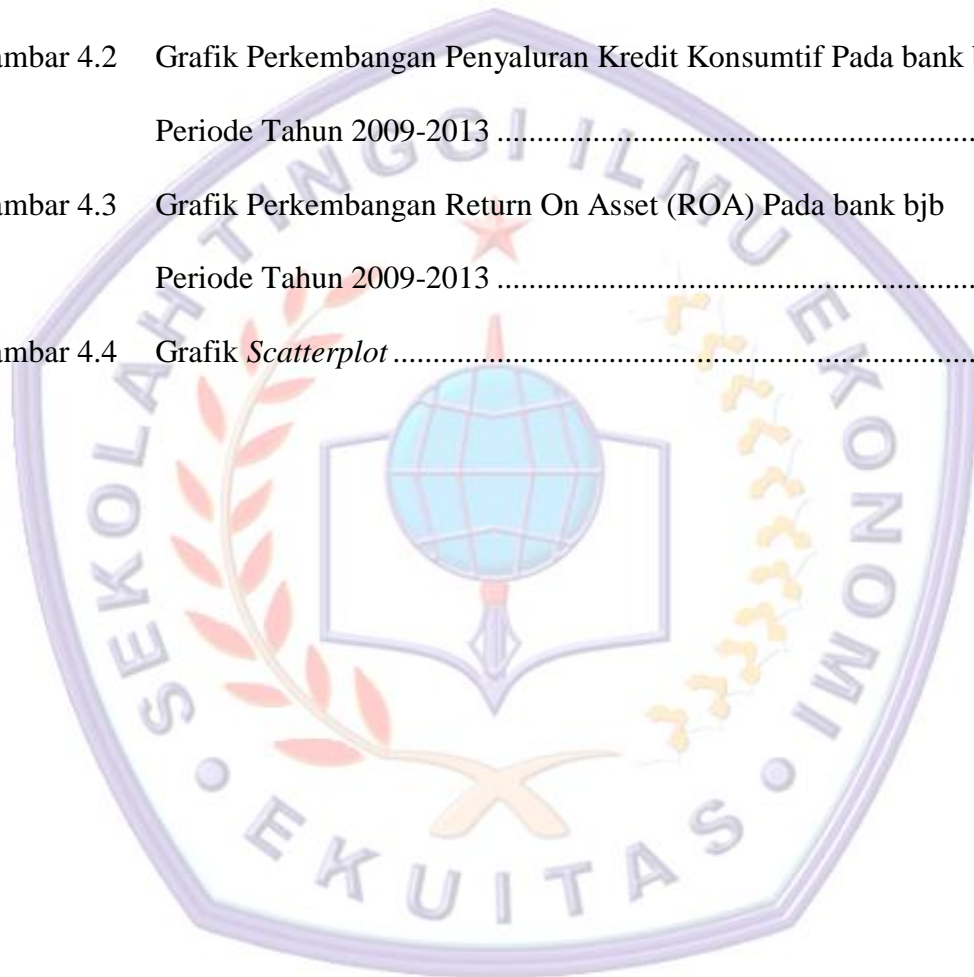 ambar 4.2 Grafik Perkembangan Penyaluran Kredit Konsumtif Pada bank b
Periode Tahun 2009-2013 ............................................................
ambar 4.3 Grafik Perkembangan Return On Asset (ROA) Pada bank bjb
Periode Tahun 2009-2013 ............................................................
ambar 4.4 Grafik Scatterplot .........................................................................
SEKOLAH TINGGI ILMU EKONOMI
• EKUITAS •